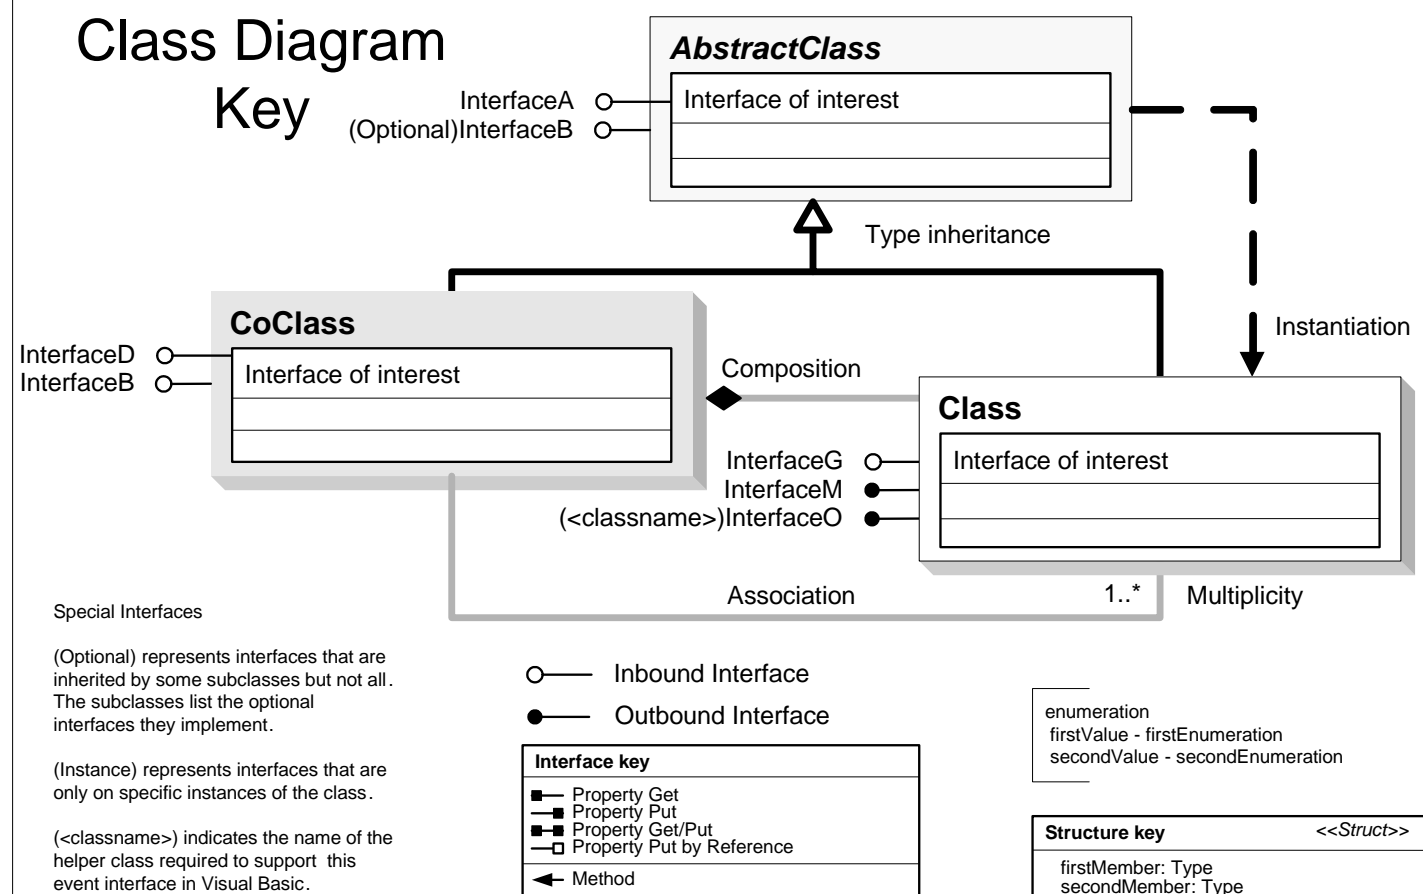 Class Diagram
Key
AbstractClass
Interface of interest
InterfaceA
(Optional)InterfaceB
Type inheritance
Instantiation
CoClass
Interface of interest
InterfaceD
InterfaceB
Composition
Class
Interface of interest
InterfaceG
InterfaceM
(<classname>)InterfaceO
Association
1..*
Multiplicity
Special Interfaces
(Optional) represents interfaces that are
inherited by some subclasses but not all.
The subclasses list the optional
interfaces they implement.
(Instance) represents interfaces that are
only on specific instances of the class.
(<classname>) indicates the name of the
helper class required to support this
event interface in Visual Basic.
Inbound Interface
Outbound Interface
Interface key
Property Get
Property Put
Property Get/Put
Property Put by Reference
Method
enumeration
firstValue - firstEnumeration
secondValue - secondEnumeration
Structure key <<Struct>>
firstMember: Type
secondMember: Type